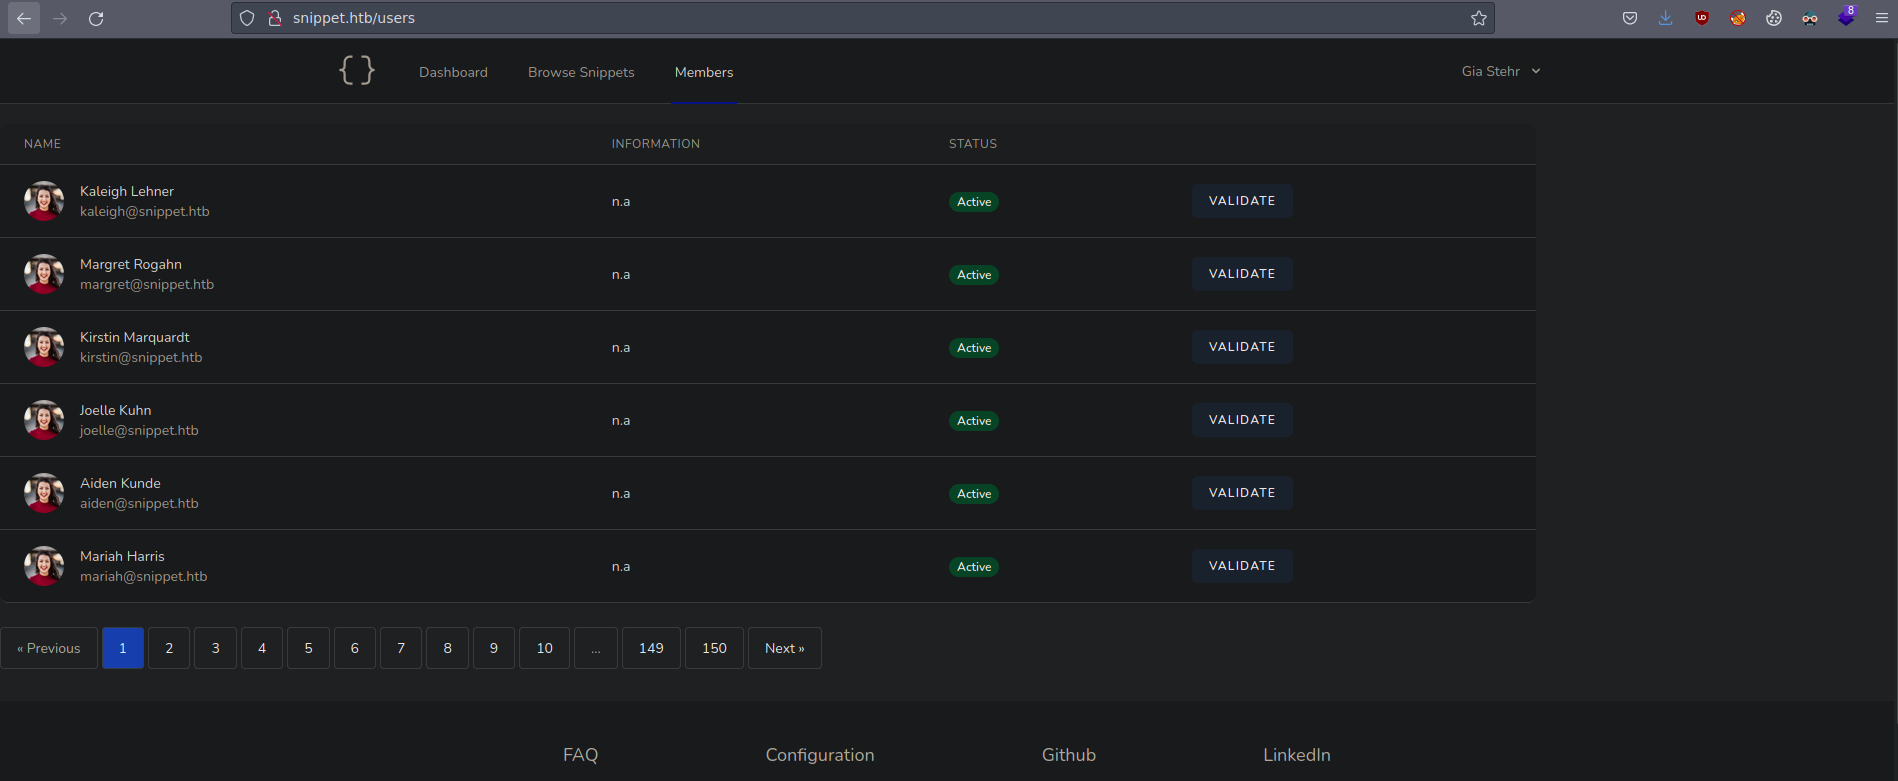 snippet.htb/users
8
{ }
Dashboard Browse Snippets Members Gia Stehr
NAME INFORMATION STATUS
Kaleigh Lehner
kaleigh@snippet.htb
n.a Active VALIDATE
Margret Rogahn
margret@snippet.htb
n.a Active VALIDATE
Kirstin Marquardt
kirstin@snippet.htb
n.a Active VALIDATE
Joelle Kuhn
joelle@snippet.htb
n.a Active VALIDATE
Aiden Kunde
aiden@snippet.htb
n.a Active VALIDATE
Mariah Harris
mariah@snippet.htb
n.a Active VALIDATE
« Previous 1 2 3 4 5 6 7 8 9 10 ... 149 150 Next »
FAQ Configuration Github LinkedIn